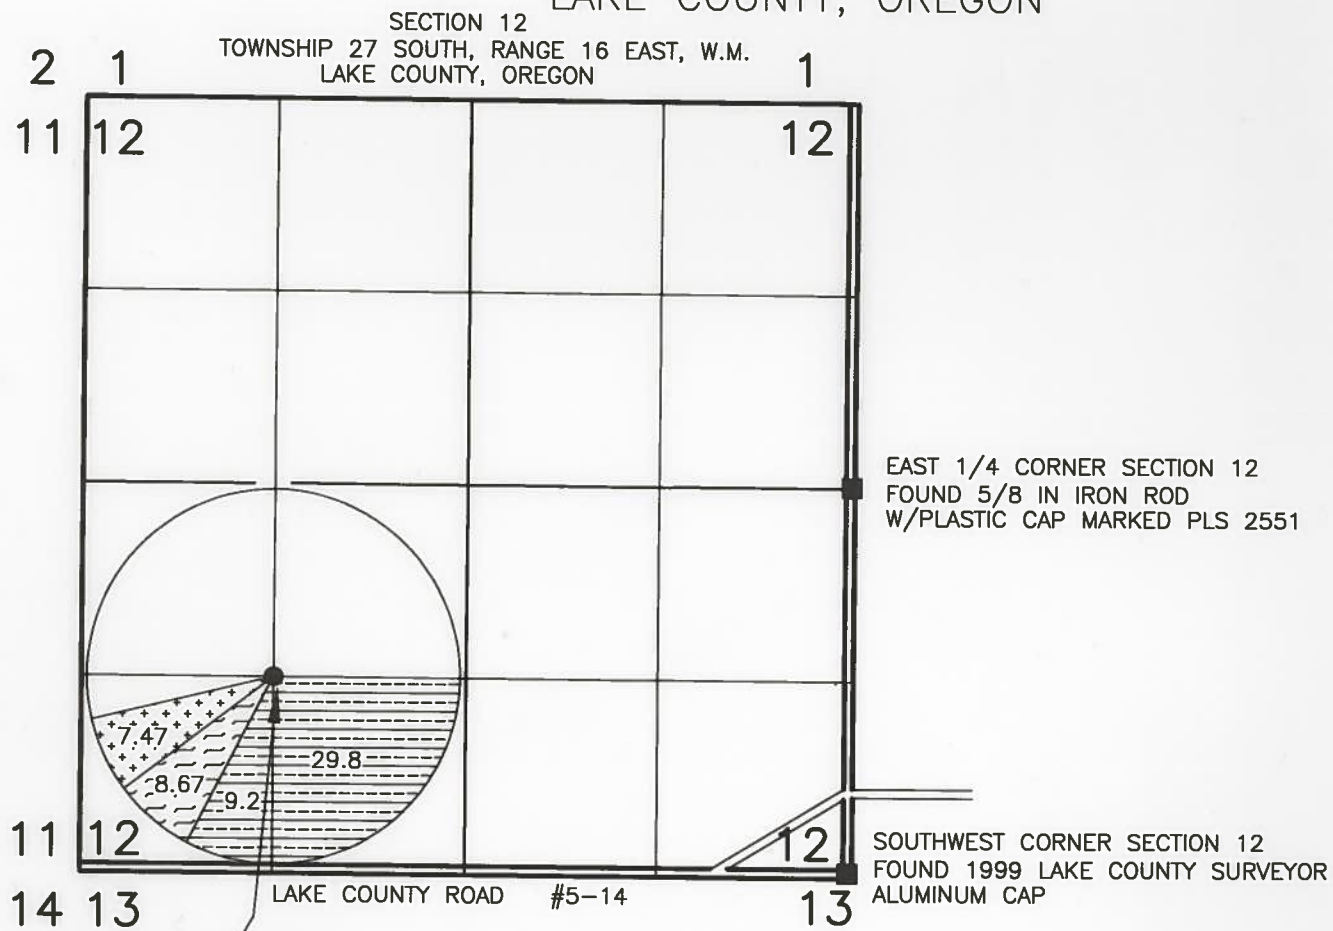 LAKE COUNTY, OREGON
SECTION 12
TOWNSHIP 27 SOUTH, RANGE 16 EAST, W.M.
LAKE COUNTY, OREGON
2 1 1
11 12 12
EAST 1/4 CORNER SECTION 12
FOUND 5/8 IN IRON ROD
W/PLASTIC CAP MARKED PLS 2551
7.47
29.8
8.67
9.2
11 12 12
SOUTHWEST CORNER SECTION 12
FOUND 1999 LAKE COUNTY SURVEYOR
ALUMINUM CAP
LAKE COUNTY ROAD #5-14
14 13 13